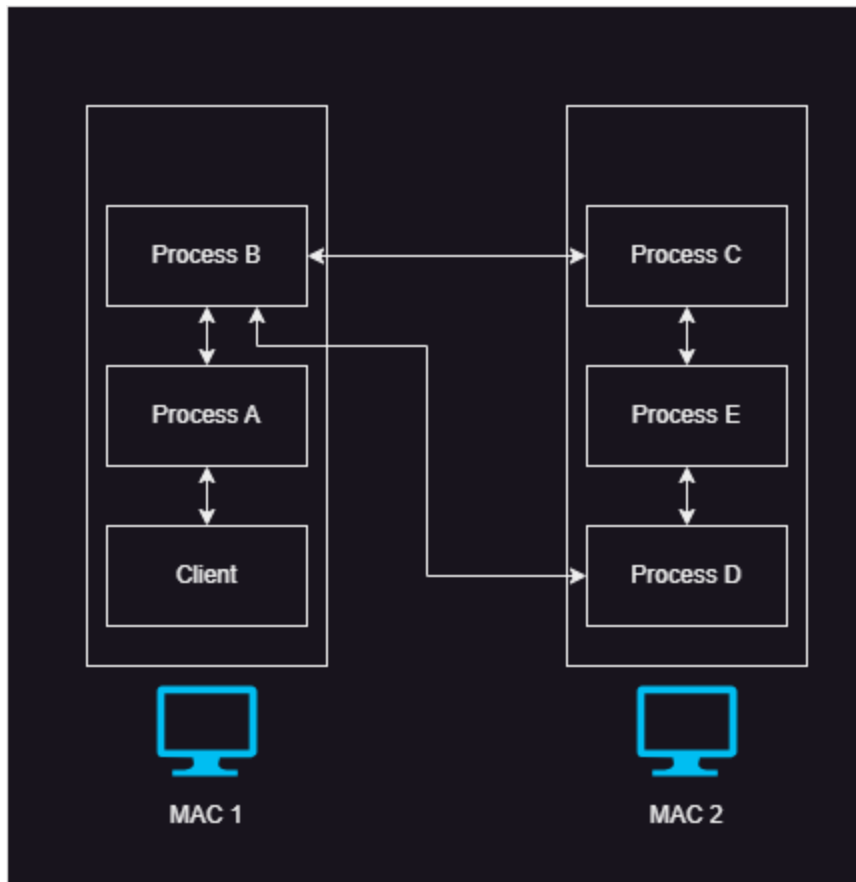 Process B
Process A
Client
MAC 1
Process C
Process E
Process D
MAC 2